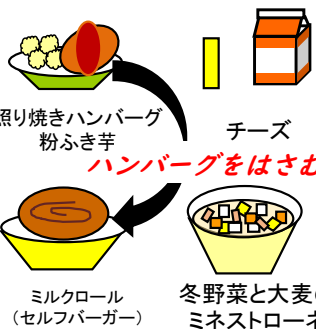 照り焼きハンバーグ
粉ふき芋
チーズ
ハンバーグをはさむ
ミルクロール
（セルフバーガー）
冬野菜と大麦の
ミネストローネ